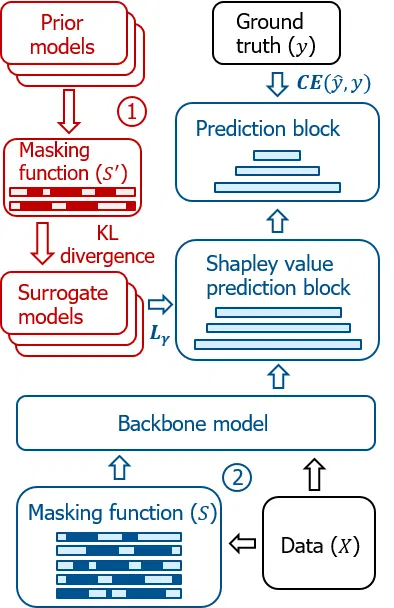 Prior
models
Ground
truth (y)
①
CE(ŷ, y)
Masking
function (S′)
Prediction block
KL
divergence
Surrogate
models
L_γ
Shapley value
prediction block
Backbone model
②
Masking function (S)
Data (X)